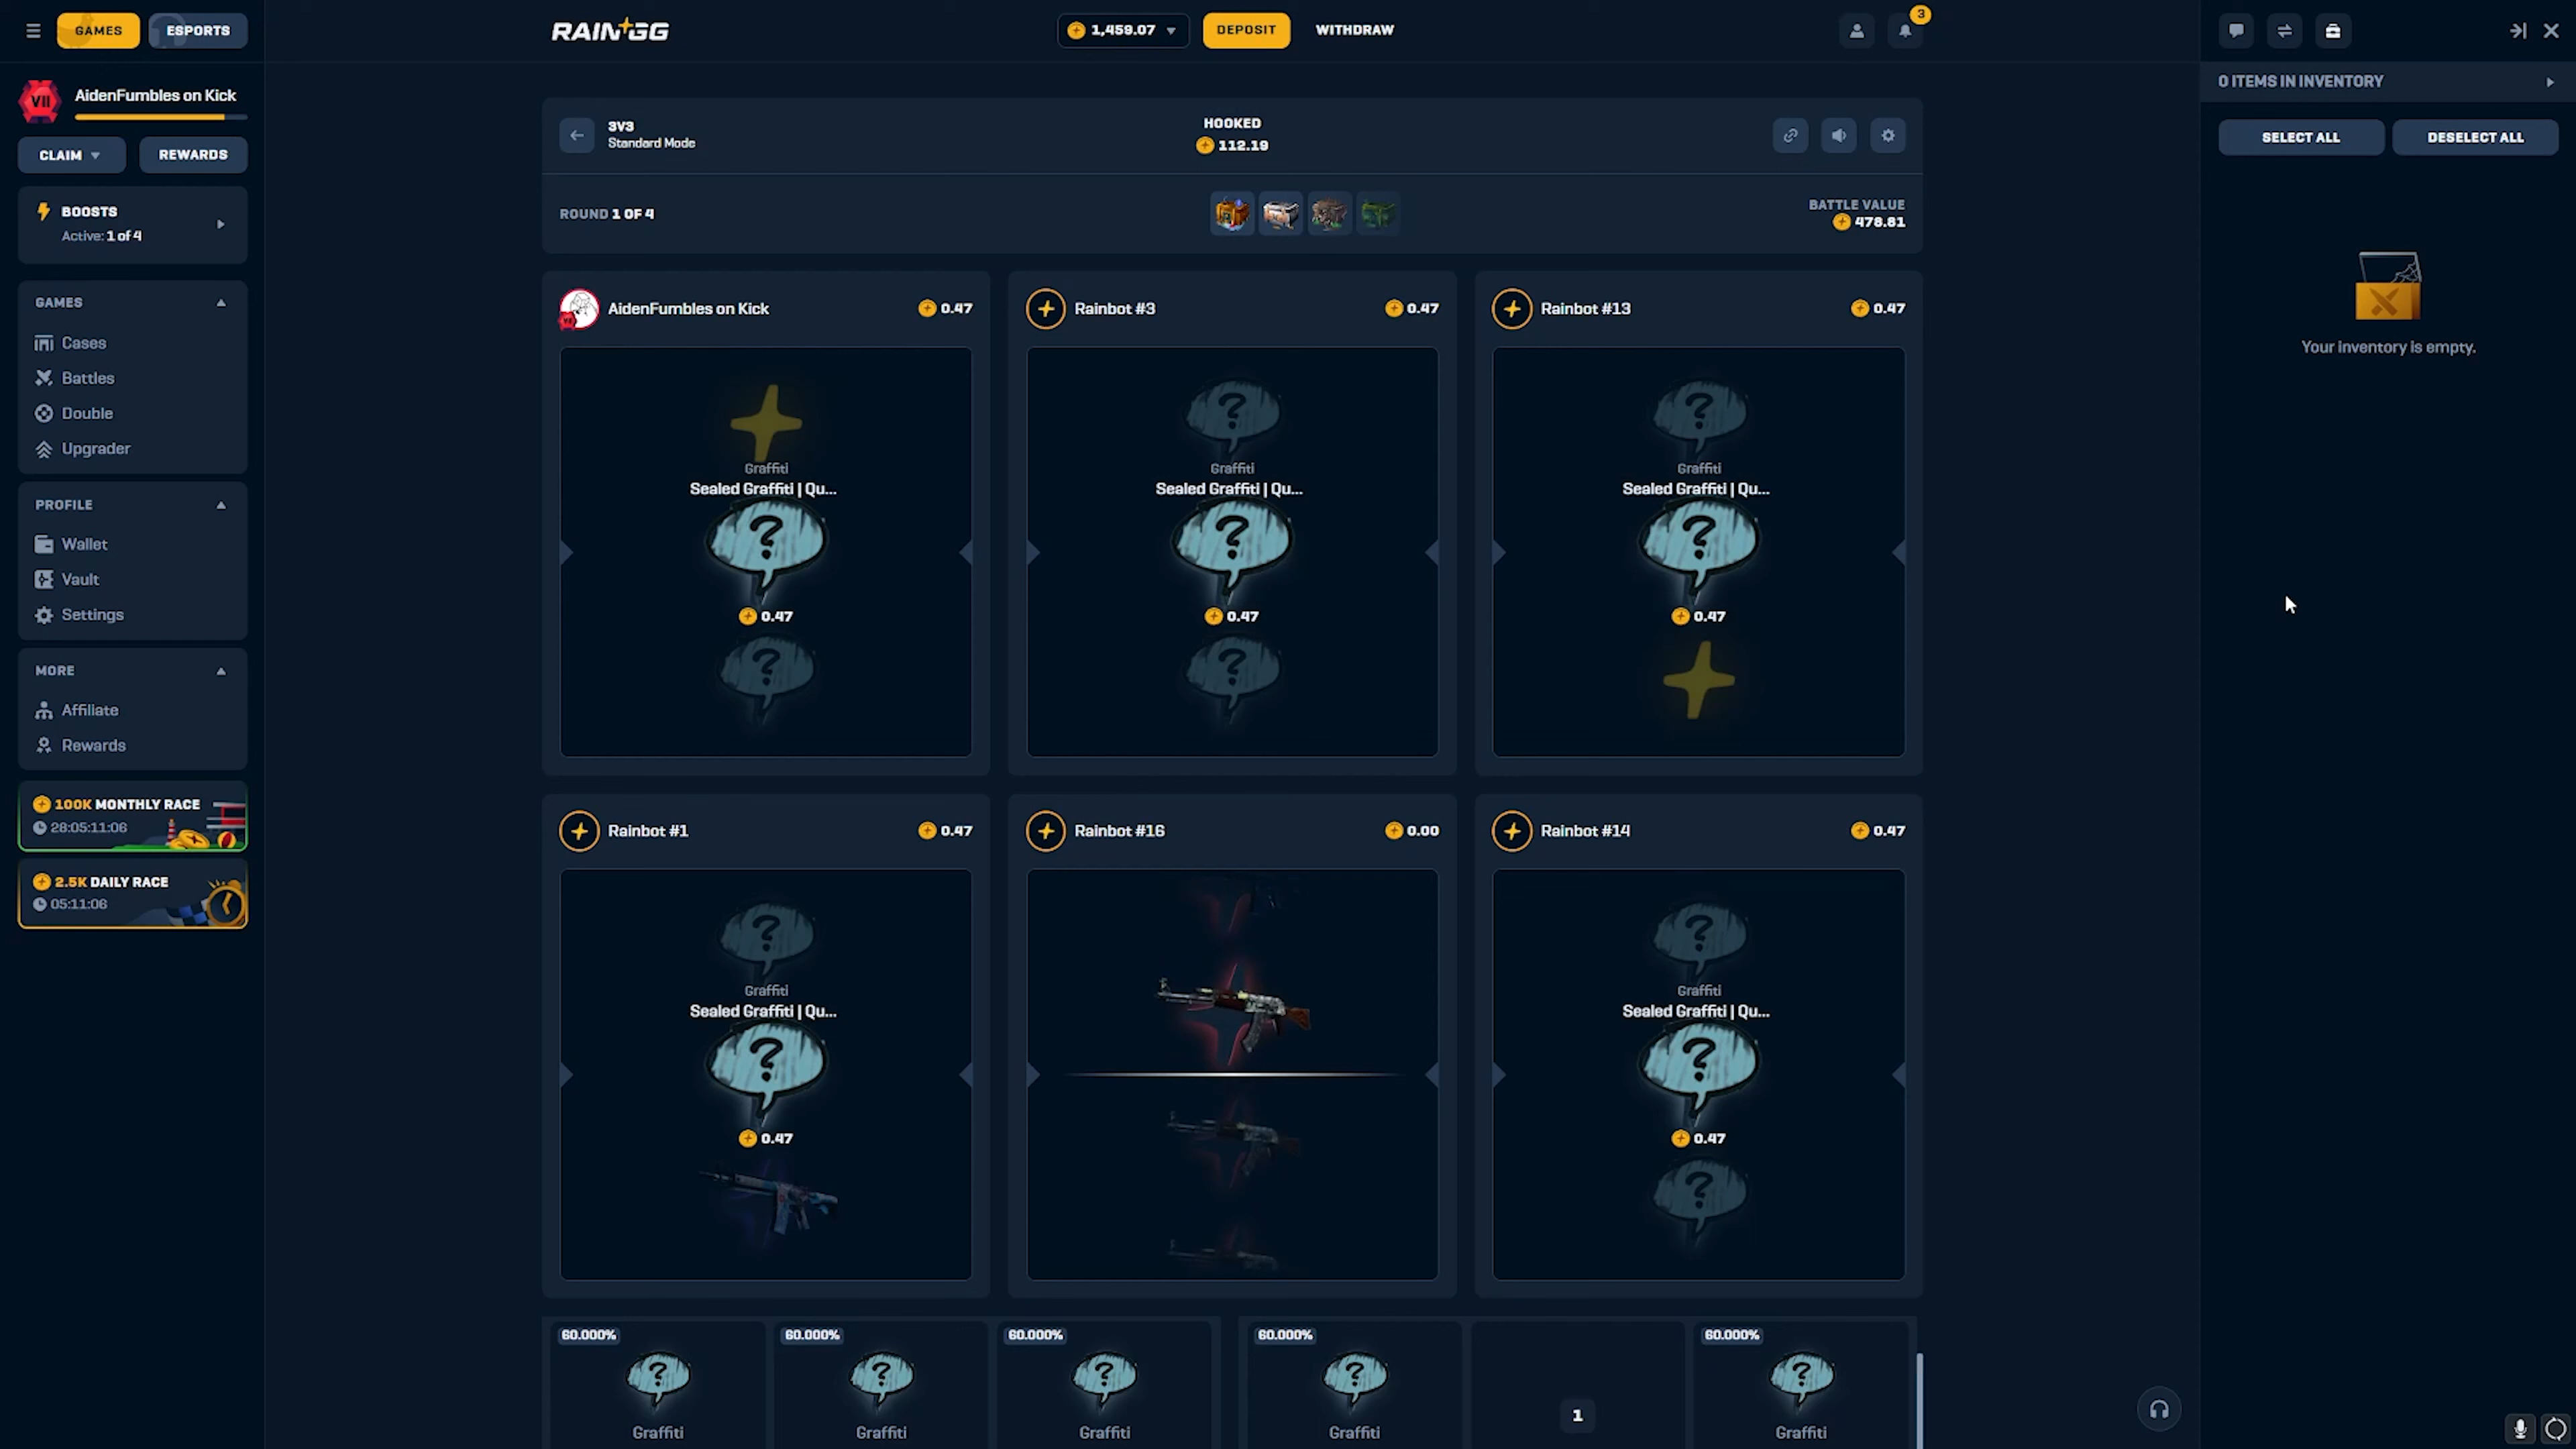 GAMES
ESPORTS
RAIN GG
1,459.07
DEPOSIT
WITHDRAW
3
VII
AidenFumbles on Kick
CLAIM
REWARDS
BOOSTS
Active: 1 of 4
GAMES
Cases
Battles
Double
Upgrader
PROFILE
Wallet
Vault
Settings
MORE
Affiliate
Rewards
100K MONTHLY RACE
28:05:11:06
2.5K DAILY RACE
05:11:06
3V3
Standard Mode
HOOKED
112.19
ROUND 1 OF 4
BATTLE VALUE
478.81
AidenFumbles on Kick
0.47
Graffiti
Sealed Graffiti | Qu...
?
0.47
?
Rainbot #3
0.47
?
Graffiti
Sealed Graffiti | Qu...
?
0.47
?
Rainbot #13
0.47
?
Graffiti
Sealed Graffiti | Qu...
?
0.47
Rainbot #1
0.47
?
Graffiti
Sealed Graffiti | Qu...
?
0.47
Rainbot #16
0.00
Rainbot #14
0.47
?
Graffiti
Sealed Graffiti | Qu...
?
0.47
?
60.000%
?
Graffiti
60.000%
?
Graffiti
60.000%
?
Graffiti
60.000%
?
Graffiti
1
60.000%
?
Graffiti
0 ITEMS IN INVENTORY
SELECT ALL
DESELECT ALL
Your inventory is empty.